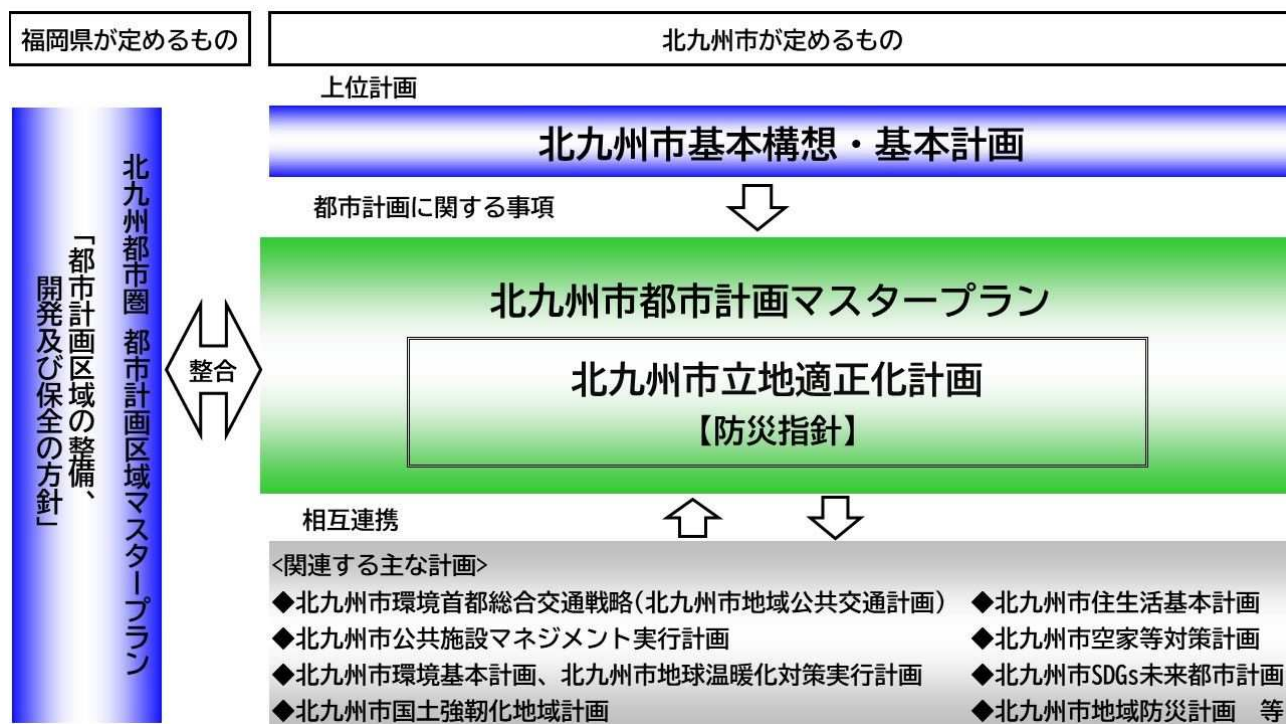 福岡県が定めるもの
北九州市が定めるもの
北九州都市圏 都市計画区域マスタープラン
「都市計画区域の整備、
開発及び保全の方針」
整合
上位計画
北九州市基本構想・基本計画
都市計画に関する事項
北九州市都市計画マスタープラン
北九州市立地適正化計画
【防災指針】
相互連携
<関連する主な計画>
◆北九州市環境首都総合交通戦略(北九州市地域公共交通計画)
◆北九州市住生活基本計画
◆北九州市公共施設マネジメント実行計画
◆北九州市空家等対策計画
◆北九州市環境基本計画、北九州市地球温暖化対策実行計画
◆北九州市SDGs未来都市計画
◆北九州市国土強靭化地域計画
◆北九州市地域防災計画　等